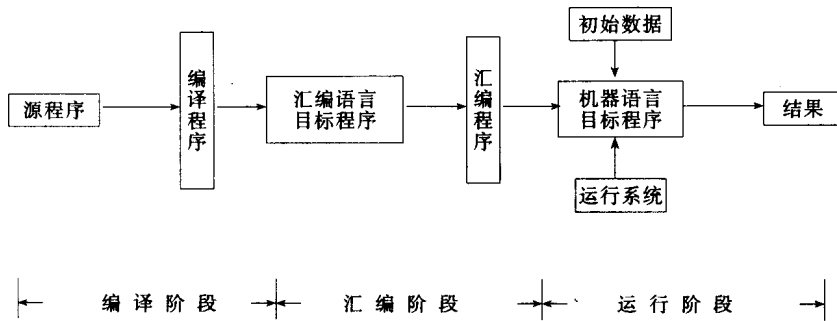 初始数据
源程序
编译程序
汇编语言
目标程序
汇编程序
机器语言
目标程序
结果
运行系统
编译阶段
汇编阶段
运行阶段